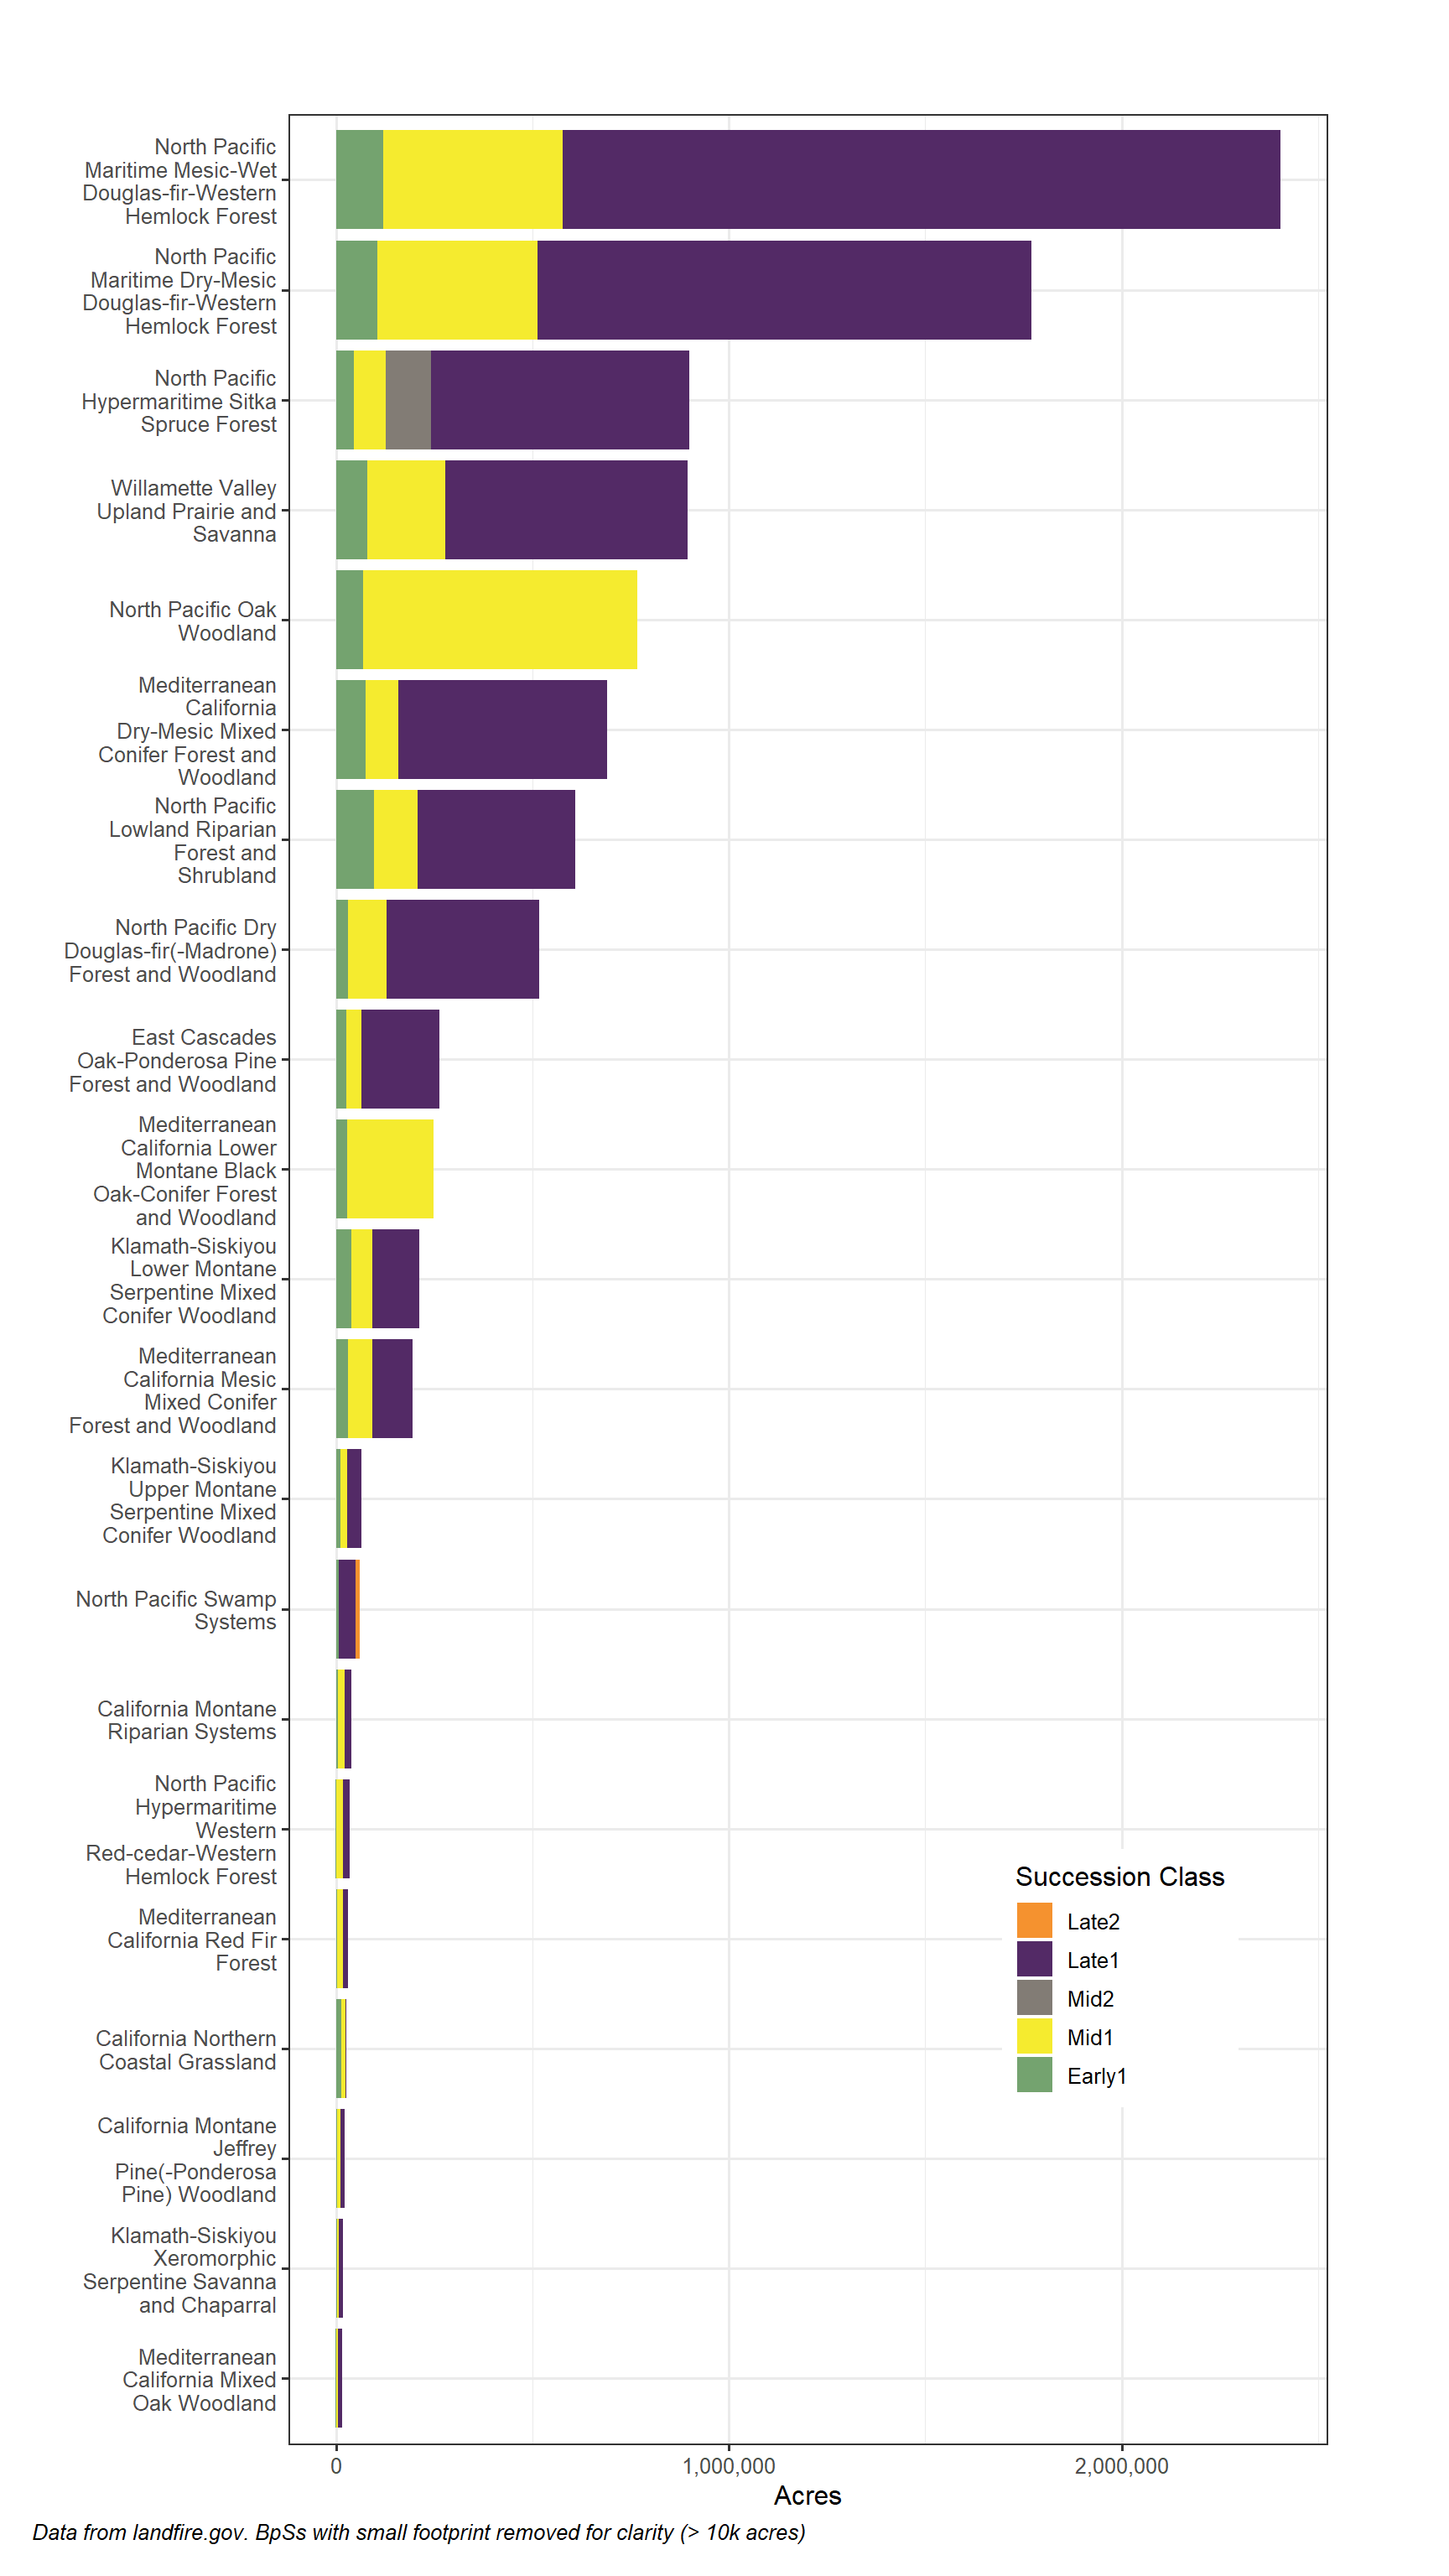 North Pacific
Maritime Mesic-Wet
Douglas-fir-Western
Hemlock Forest
North Pacific
Maritime Dry-Mesic
Douglas-fir-Western
Hemlock Forest
North Pacific
Hypermaritime Sitka
Spruce Forest
Willamette Valley
Upland Prairie and
Savanna
North Pacific Oak
Woodland
Mediterranean
California
Dry-Mesic Mixed
Conifer Forest and
Woodland
North Pacific
Lowland Riparian
Forest and
Shrubland
North Pacific Dry
Douglas-fir(-Madrone)
Forest and Woodland
East Cascades
Oak-Ponderosa Pine
Forest and Woodland
Mediterranean
California Lower
Montane Black
Oak-Conifer Forest
and Woodland
Klamath-Siskiyou
Lower Montane
Serpentine Mixed
Conifer Woodland
Mediterranean
California Mesic
Mixed Conifer
Forest and Woodland
Klamath-Siskiyou
Upper Montane
Serpentine Mixed
Conifer Woodland
North Pacific Swamp
Systems
California Montane
Riparian Systems
North Pacific
Hypermaritime
Western
Red-cedar-Western
Hemlock Forest
Mediterranean
California Red Fir
Forest
California Northern
Coastal Grassland
California Montane
Jeffrey
Pine(-Ponderosa
Pine) Woodland
Klamath-Siskiyou
Xeromorphic
Serpentine Savanna
and Chaparral
Mediterranean
California Mixed
Oak Woodland
Succession Class
Late2
Late1
Mid2
Mid1
Early1
0 1,000,000 2,000,000
Acres
Data from landfire.gov. BpSs with small footprint removed for clarity (> 10k acres)